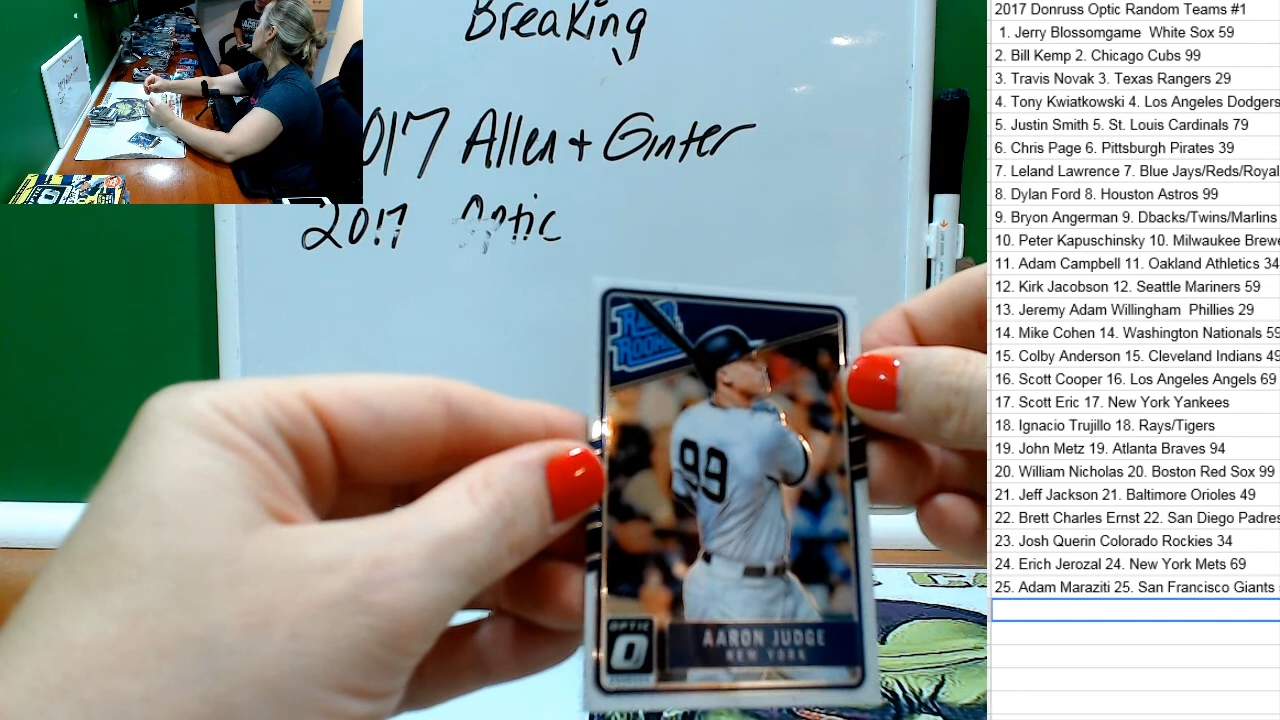 Breaking
017 Allen + Ginter
2017 Optic
RATED
ROOKIE
99
OPTIC
AARON JUDGE
NEW YORK
2017 Donruss Optic Random Teams #1
1. Jerry Blossomgame White Sox 59
2. Bill Kemp 2. Chicago Cubs 99
3. Travis Novak 3. Texas Rangers 29
4. Tony Kwiatkowski 4. Los Angeles Dodgers
5. Justin Smith 5. St. Louis Cardinals 79
6. Chris Page 6. Pittsburgh Pirates 39
7. Leland Lawrence 7. Blue Jays/Reds/Royal
8. Dylan Ford 8. Houston Astros 99
9. Bryon Angerman 9. Dbacks/Twins/Marlins
10. Peter Kapuschinsky 10. Milwaukee Brewe
11. Adam Campbell 11. Oakland Athletics 34
12. Kirk Jacobson 12. Seattle Mariners 59
13. Jeremy Adam Willingham Phillies 29
14. Mike Cohen 14. Washington Nationals 59
15. Colby Anderson 15. Cleveland Indians 49
16. Scott Cooper 16. Los Angeles Angels 69
17. Scott Eric 17. New York Yankees
18. Ignacio Trujillo 18. Rays/Tigers
19. John Metz 19. Atlanta Braves 94
20. William Nicholas 20. Boston Red Sox 99
21. Jeff Jackson 21. Baltimore Orioles 49
22. Brett Charles Ernst 22. San Diego Padres
23. Josh Querin Colorado Rockies 34
24. Erich Jerozal 24. New York Mets 69
25. Adam Maraziti 25. San Francisco Giants